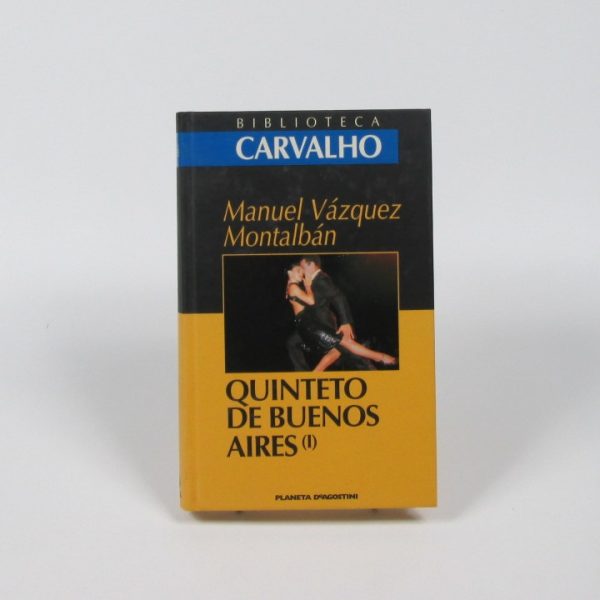 BIBLIOTECA
CARVALHO
Manuel Vázquez
Montalbán
QUINTETO
DE BUENOS
AIRES (I)
PLANETA DeAGOSTINI